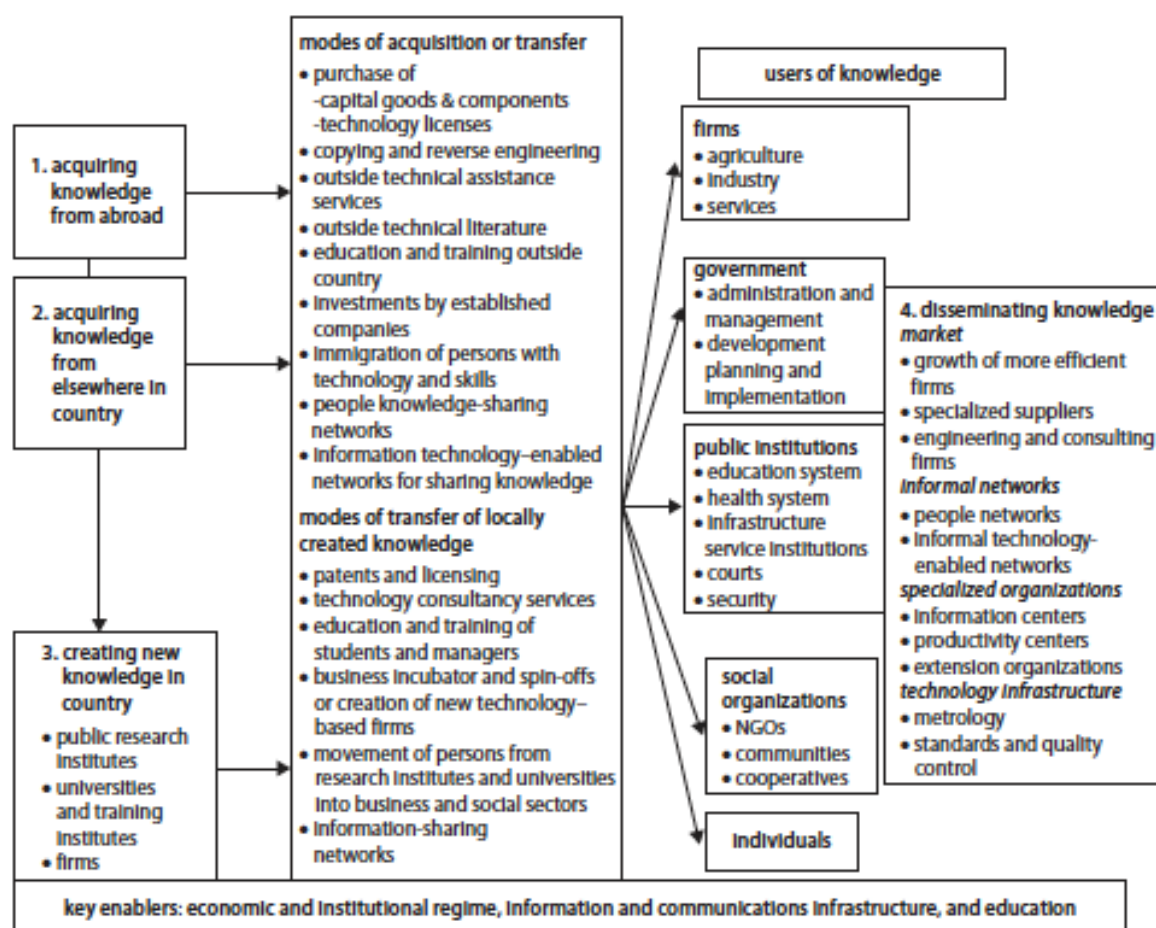 1. acquiring
knowledge
from abroad
2. acquiring
knowledge
from
elsewhere in
country
3. creating new
knowledge in
country
• public research
institutes
• universities
and training
institutes
• firms
modes of acquisition or transfer
• purchase of
-capital goods & components
-technology licenses
• copying and reverse engineering
• outside technical assistance
services
• outside technical literature
• education and training outside
country
• investments by established
companies
• immigration of persons with
technology and skills
• people knowledge-sharing
networks
• information technology–enabled
networks for sharing knowledge
modes of transfer of locally
created knowledge
• patents and licensing
• technology consultancy services
• education and training of
students and managers
• business incubator and spin-offs
or creation of new technology–
based firms
• movement of persons from
research institutes and universities
into business and social sectors
• information-sharing
networks
users of knowledge
firms
• agriculture
• industry
• services
government
• administration and
management
• development
planning and
implementation
public institutions
• education system
• health system
• infrastructure
service institutions
• courts
• security
social
organizations
• NGOs
• communities
• cooperatives
individuals
4. disseminating knowledge
market
• growth of more efficient
firms
• specialized suppliers
• engineering and consulting
firms
informal networks
• people networks
• informal technology-
enabled networks
specialized organizations
• information centers
• productivity centers
• extension organizations
technology infrastructure
• metrology
• standards and quality
control
key enablers: economic and institutional regime, information and communications infrastructure, and education